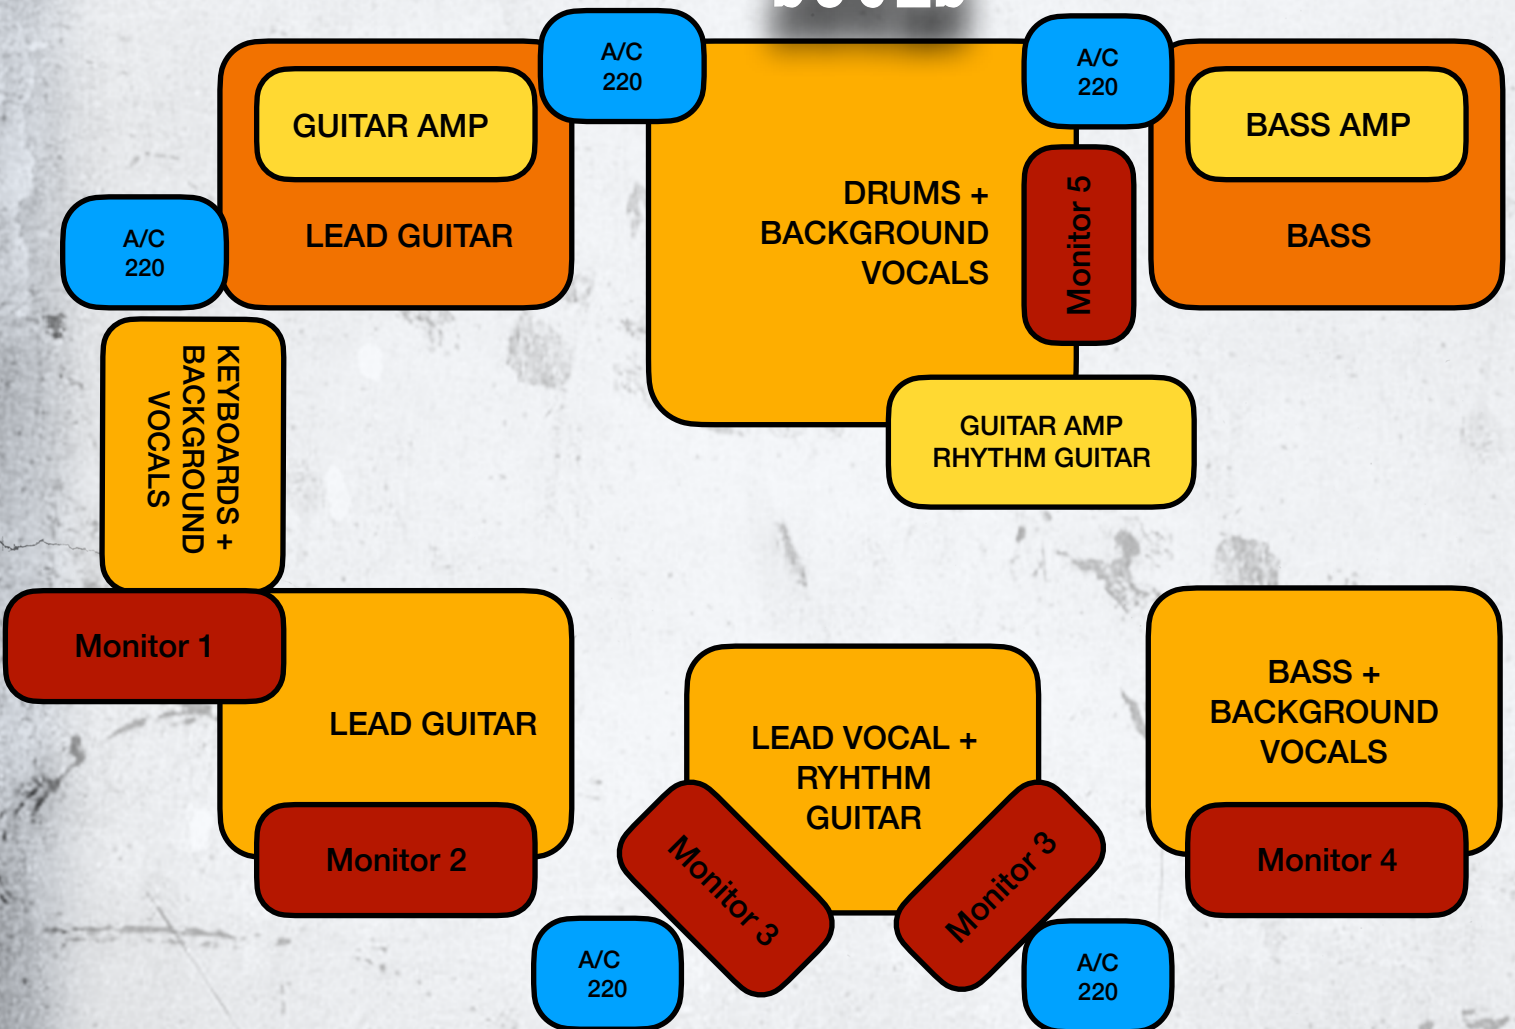 A/C
220
A/C
220
GUITAR AMP
BASS AMP
DRUMS +
BACKGROUND
VOCALS
Monitor 5
A/C
220
LEAD GUITAR
BASS
KEYBOARDS +
BACKGROUND
VOCALS
GUITAR AMP
RHYTHM GUITAR
Monitor 1
LEAD GUITAR
LEAD VOCAL +
RYHTHM
GUITAR
BASS +
BACKGROUND
VOCALS
Monitor 2
Monitor 3
Monitor 3
Monitor 4
A/C
220
A/C
220